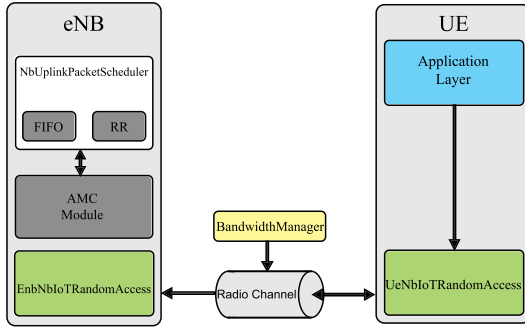 eNB
NbUplinkPacketScheduler
FIFO
RR
AMC
Module
EnbNbIoTRandomAccess
BandwidthManager
Radio Channel
UE
Application
Layer
UeNbIoTRandomAccess